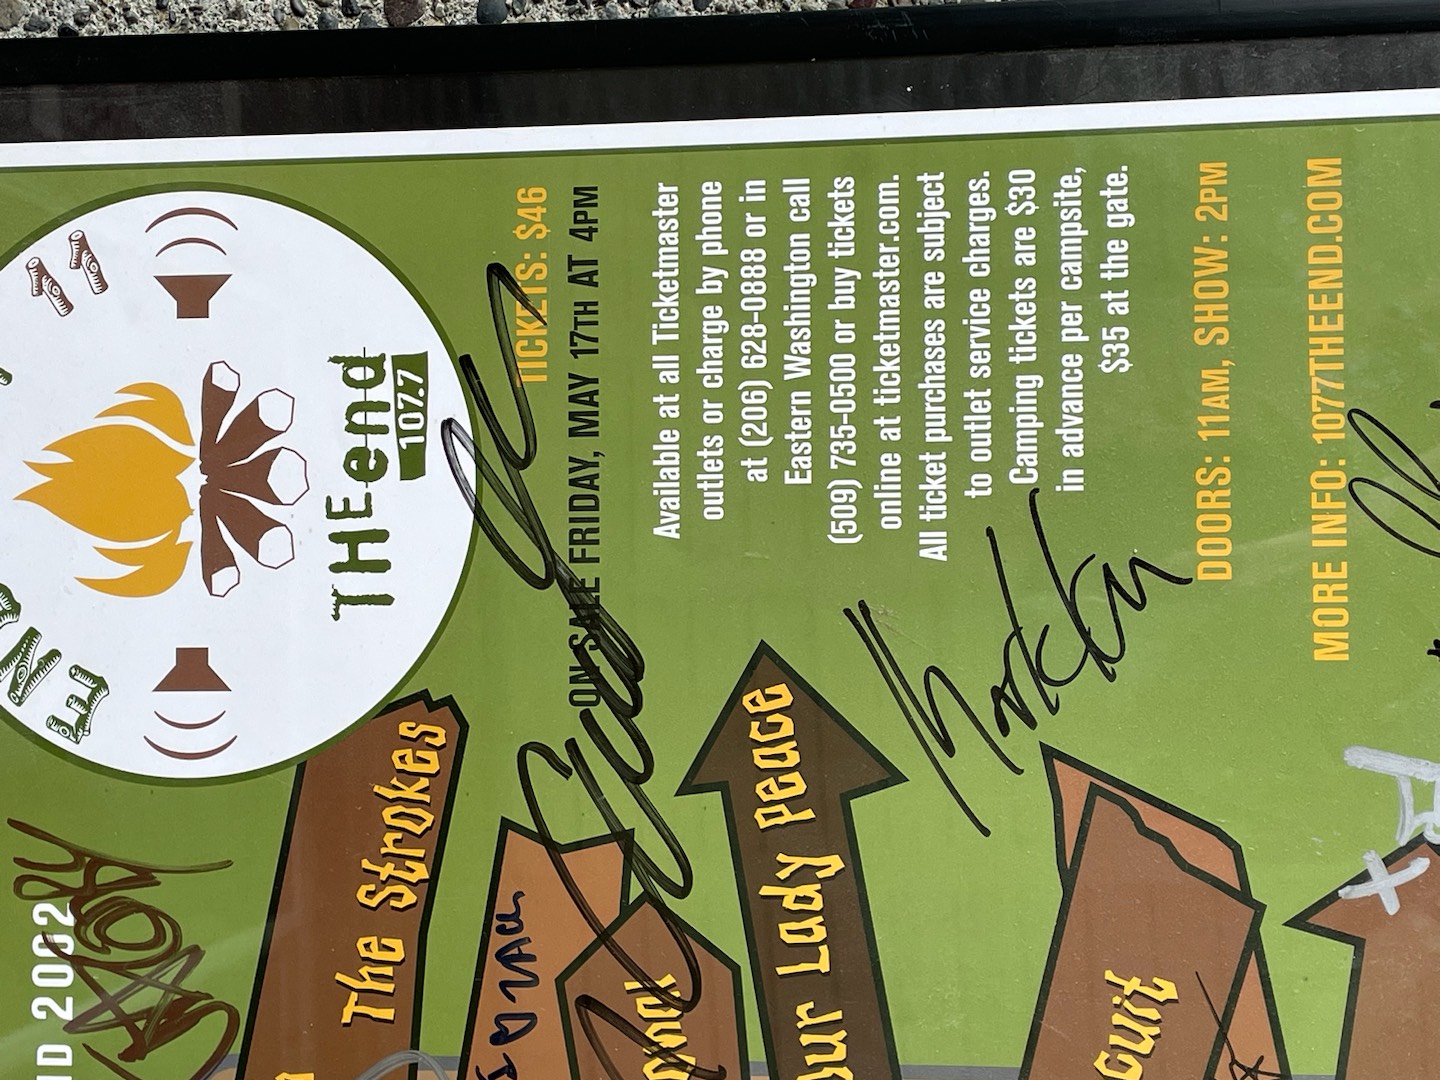 THE end
107.7
TICKETS: $46
ON SALE FRIDAY, MAY 17TH AT 4PM
Available at all Ticketmaster
outlets or charge by phone
at (206) 628-0888 or in
Eastern Washington call
(509) 735-0500 or buy tickets
online at ticketmaster.com.
All ticket purchases are subject
to outlet service charges.
Camping tickets are $30
in advance per campsite,
$35 at the gate.
DOORS: 11AM, SHOW: 2PM
MORE INFO: 1077THEEND.COM
2002
The Strokes
I ♡ ZACH
Our Lady Peace
cuit